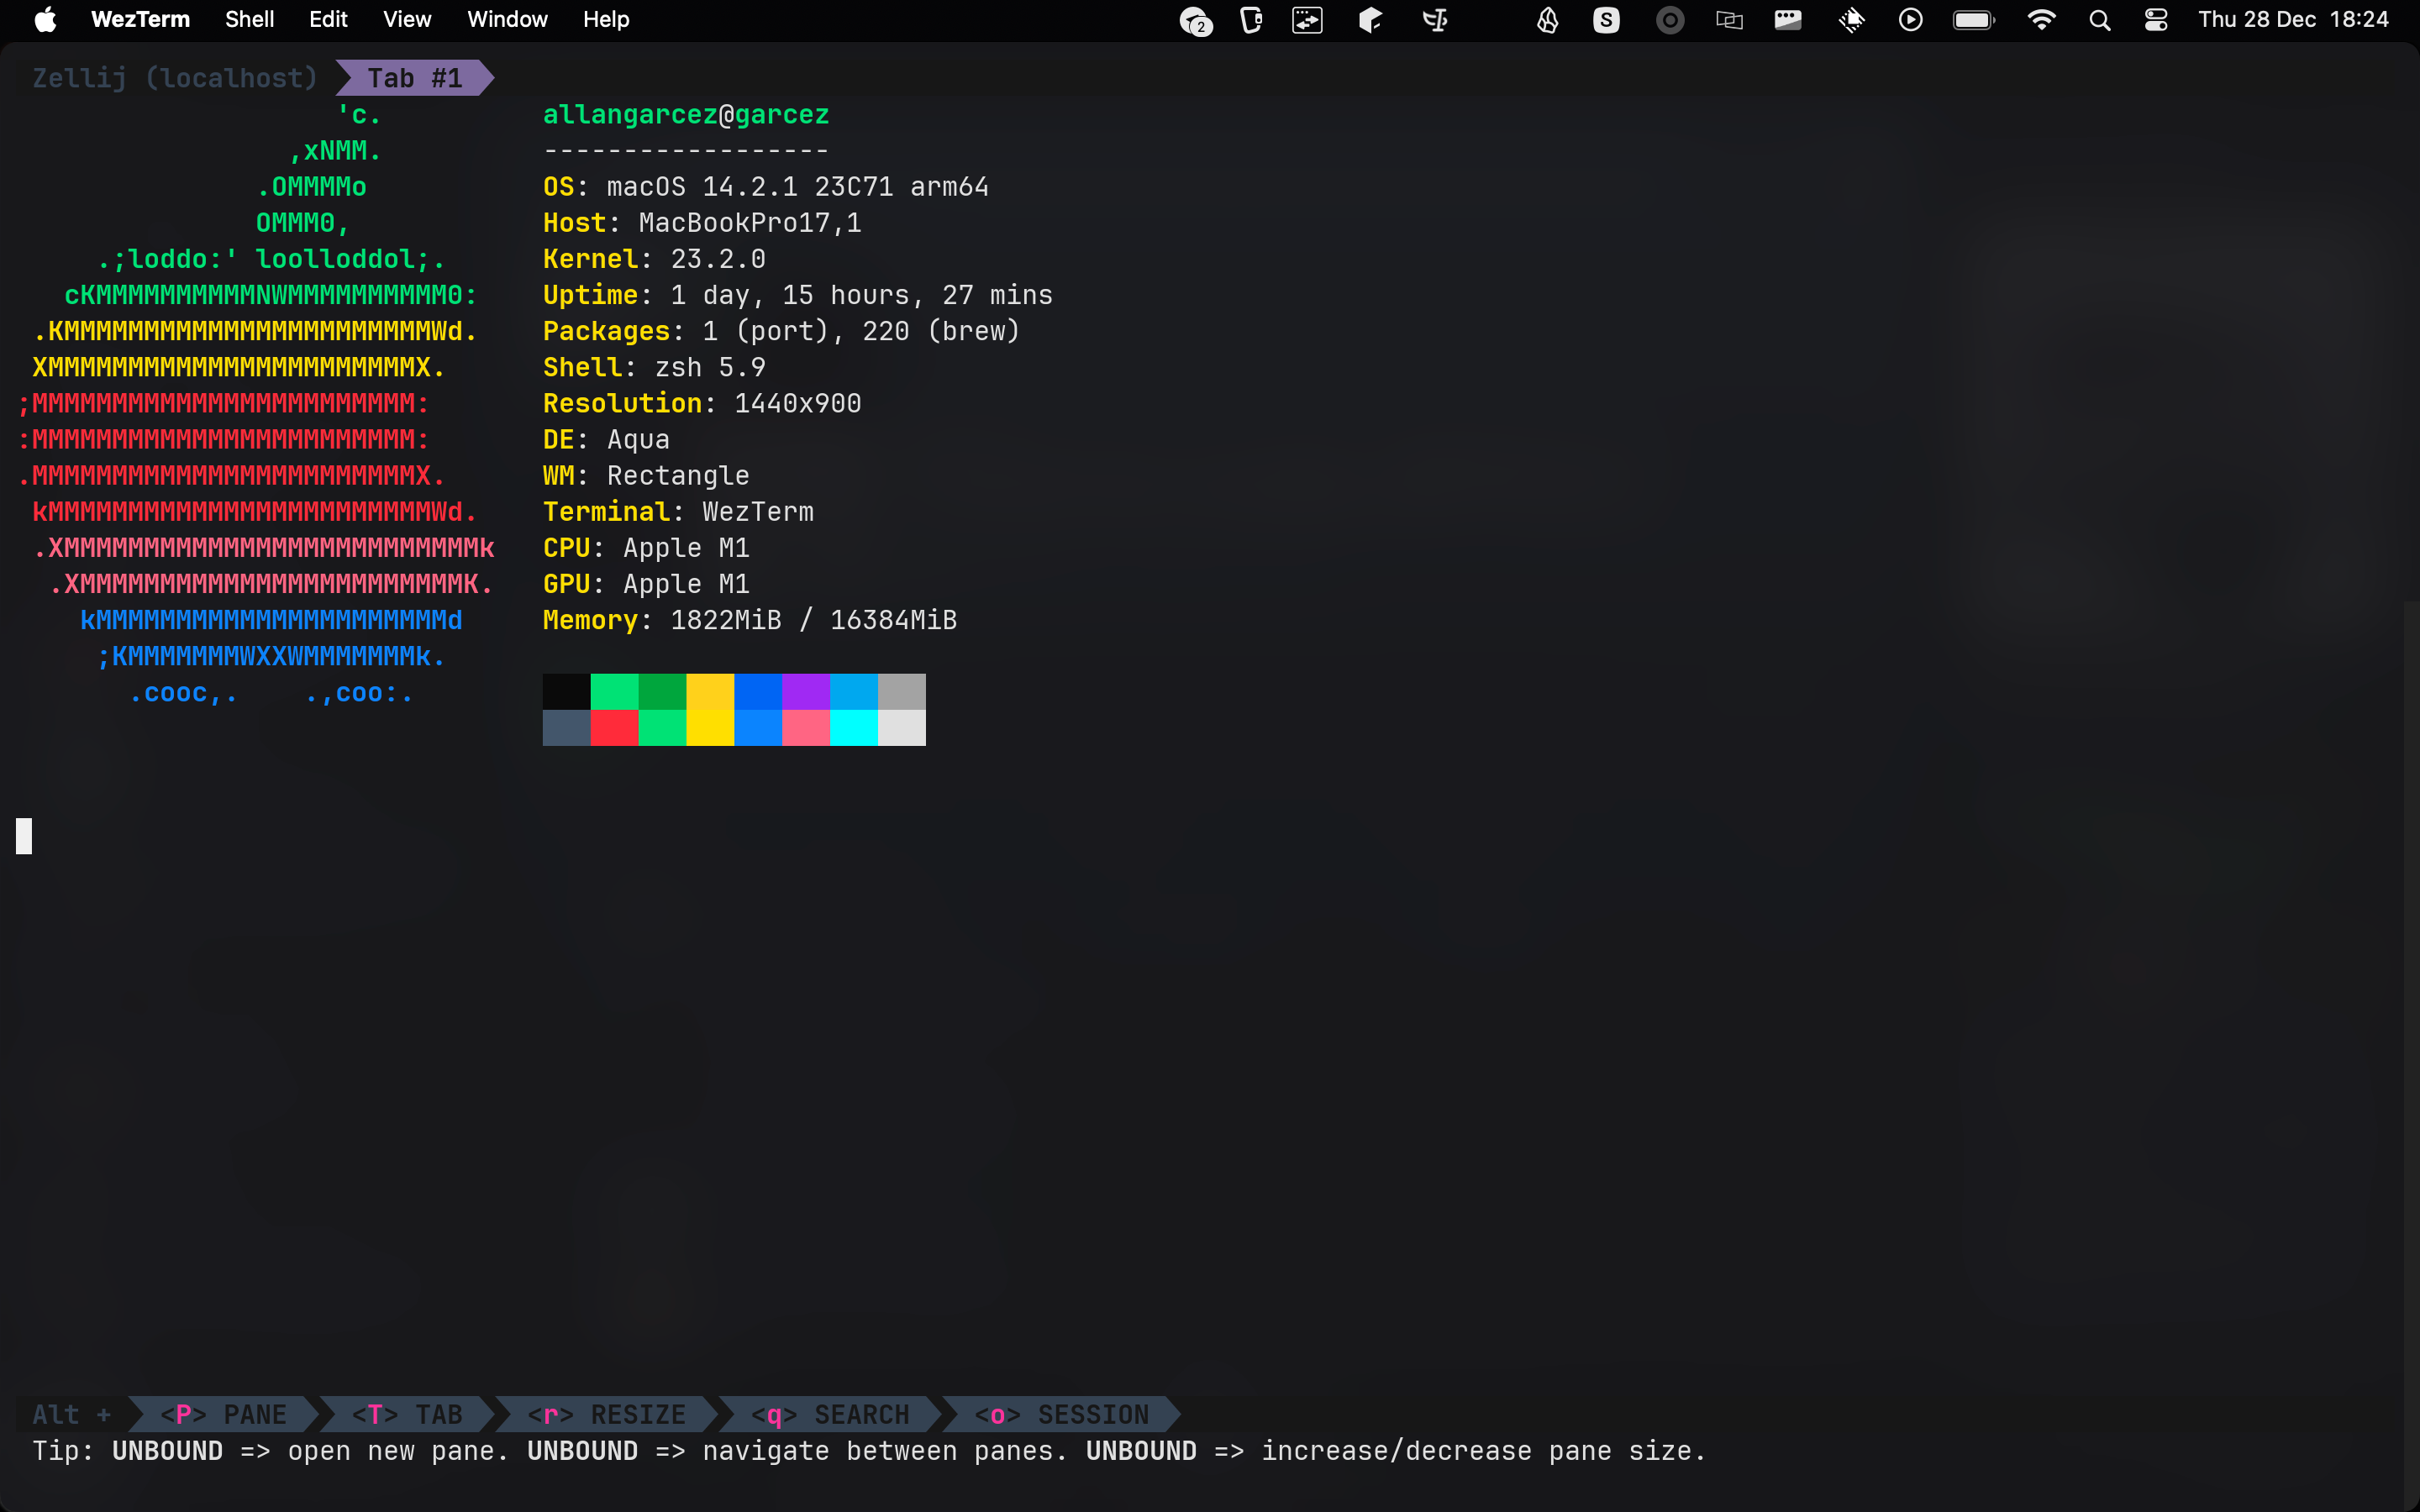 WezTerm Shell Edit View Window Help 2 S Thu 28 Dec 18:24
Zellij (localhost) Tab #1
'c. allangarcez@garcez
,xNMM. ------------------
.OMMMMo OS: macOS 14.2.1 23C71 arm64
OMMM0, Host: MacBookPro17,1
.;loddo:' loolloddol;. Kernel: 23.2.0
cKMMMMMMMMMMNWMMMMMMMMMM0: Uptime: 1 day, 15 hours, 27 mins
.KMMMMMMMMMMMMMMMMMMMMMMMWd. Packages: 1 (port), 220 (brew)
XMMMMMMMMMMMMMMMMMMMMMMMX. Shell: zsh 5.9
;MMMMMMMMMMMMMMMMMMMMMMMM: Resolution: 1440x900
:MMMMMMMMMMMMMMMMMMMMMMMM: DE: Aqua
.MMMMMMMMMMMMMMMMMMMMMMMMX. WM: Rectangle
kMMMMMMMMMMMMMMMMMMMMMMMMWd. Terminal: WezTerm
.XMMMMMMMMMMMMMMMMMMMMMMMMMMk CPU: Apple M1
.XMMMMMMMMMMMMMMMMMMMMMMMMK. GPU: Apple M1
kMMMMMMMMMMMMMMMMMMMMMMd Memory: 1822MiB / 16384MiB
;KMMMMMMMWXXWMMMMMMMk.
.cooc,. .,coo:.
Alt + <P> PANE <T> TAB <r> RESIZE <q> SEARCH <o> SESSION
Tip: UNBOUND => open new pane. UNBOUND => navigate between panes. UNBOUND => increase/decrease pane size.